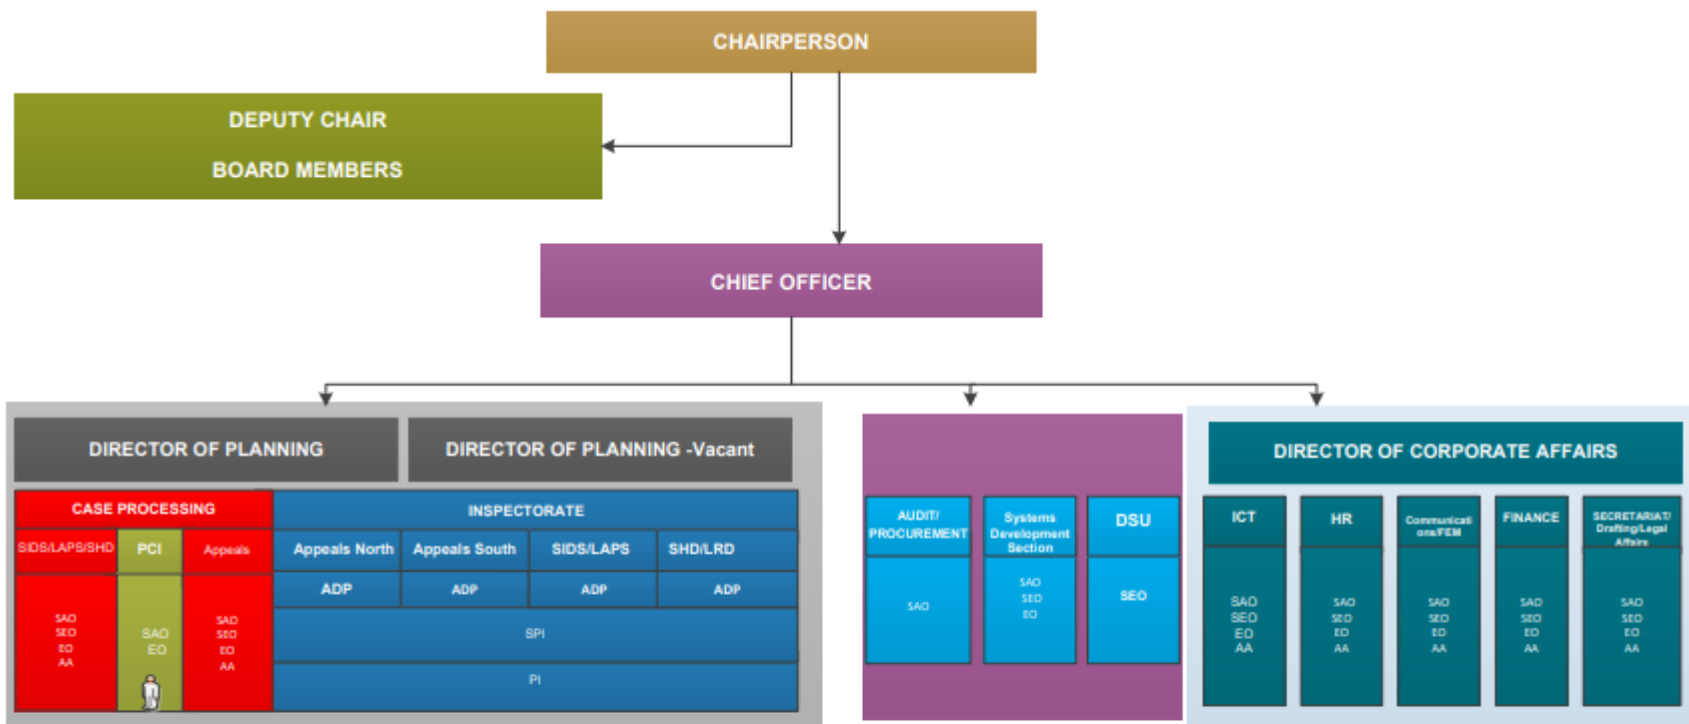 CHAIRPERSON
DEPUTY CHAIR
BOARD MEMBERS
CHIEF OFFICER
DIRECTOR OF PLANNING
DIRECTOR OF PLANNING -Vacant
CASE PROCESSING
SIDS/LAPS/SHD
PCI
Appeals
SAO
SEO
EO
AA
SAO
EO
SAO
SEO
EO
AA
INSPECTORATE
Appeals North
Appeals South
SIDS/LAPS
SHD/LRD
ADP
ADP
ADP
ADP
SPI
PI
AUDIT/
PROCUREMENT
SAO
Systems
Development
Section
SAO
SEO
EO
DSU
SEO
DIRECTOR OF CORPORATE AFFAIRS
ICT
SAO
SEO
EO
AA
HR
SAO
SEO
EO
AA
Communicati
ons/FEM
SAO
SEO
EO
AA
FINANCE
SAO
SEO
EO
AA
SECRETARIAT/
Drafting/Legal
Affairs
SAO
SEO
EO
AA